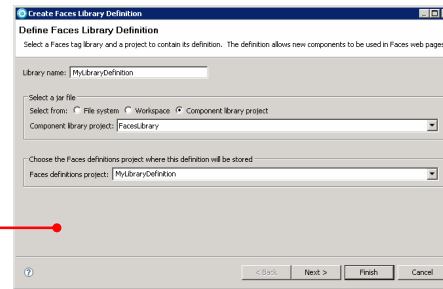 Create Faces Library Definition
Define Faces Library Definition
Select a Faces tag library and a project to contain its definition. The definition allows new components to be used in Faces web pages
Library name: MyLibraryDefinition
Select a jar file
Select from: File system Workspace Component library project
Component library project: FacesLibrary
Choose the Faces definitions project where this definition will be stored
Faces definitions project: MyLibraryDefinition
? < Back Next > Finish Cancel